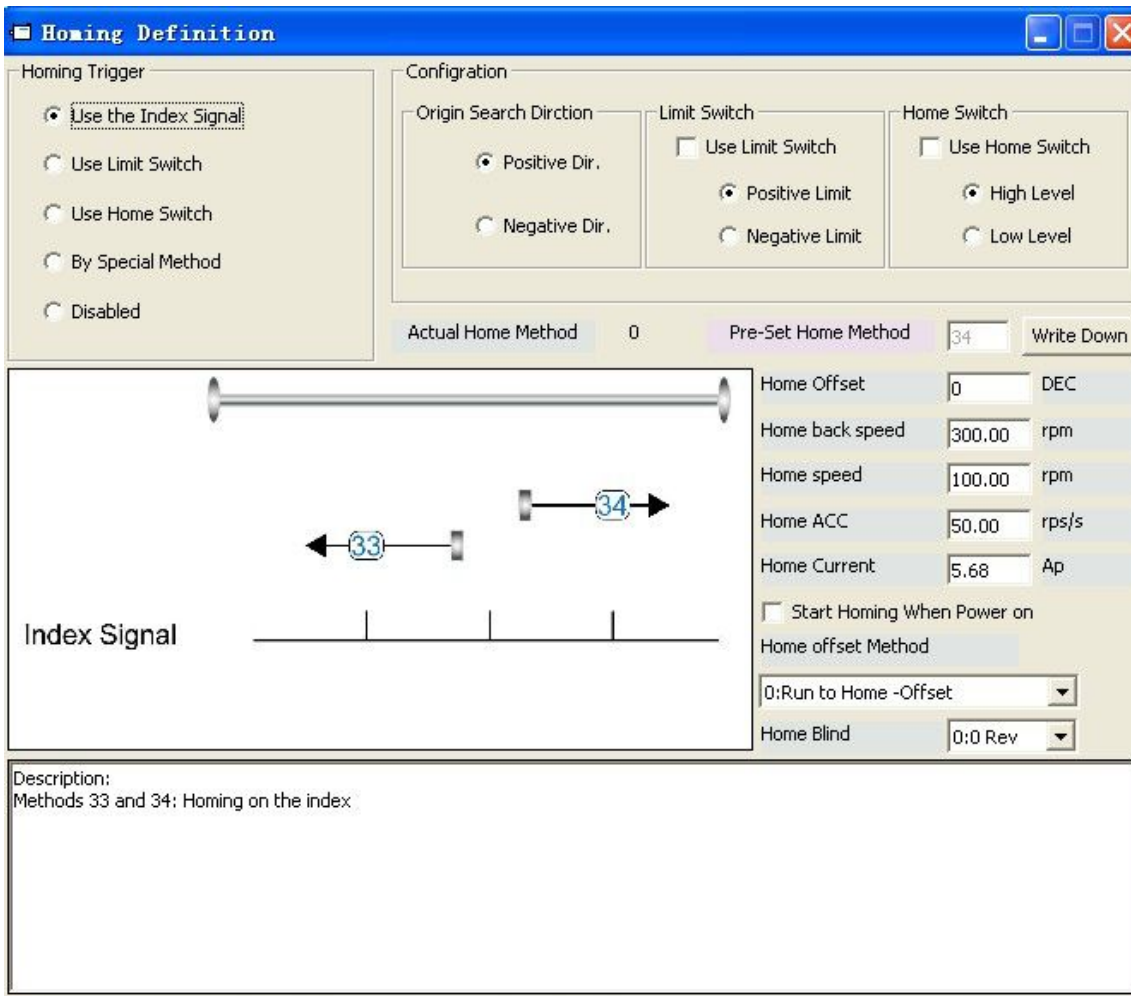 Homing Definition
Homing Trigger
Use the Index Signal
Use Limit Switch
Use Home Switch
By Special Method
Disabled
Configration
Origin Search Dirction
Positive Dir.
Negative Dir.
Limit Switch
Use Limit Switch
Positive Limit
Negative Limit
Home Switch
Use Home Switch
High Level
Low Level
Actual Home Method 0 Pre-Set Home Method 34 Write Down
34
33
Index Signal
Home Offset 0 DEC
Home back speed 300.00 rpm
Home speed 100.00 rpm
Home ACC 50.00 rps/s
Home Current 5.68 Ap
Start Homing When Power on
Home offset Method
0:Run to Home -Offset
Home Blind 0:0 Rev
Description:
Methods 33 and 34: Homing on the index